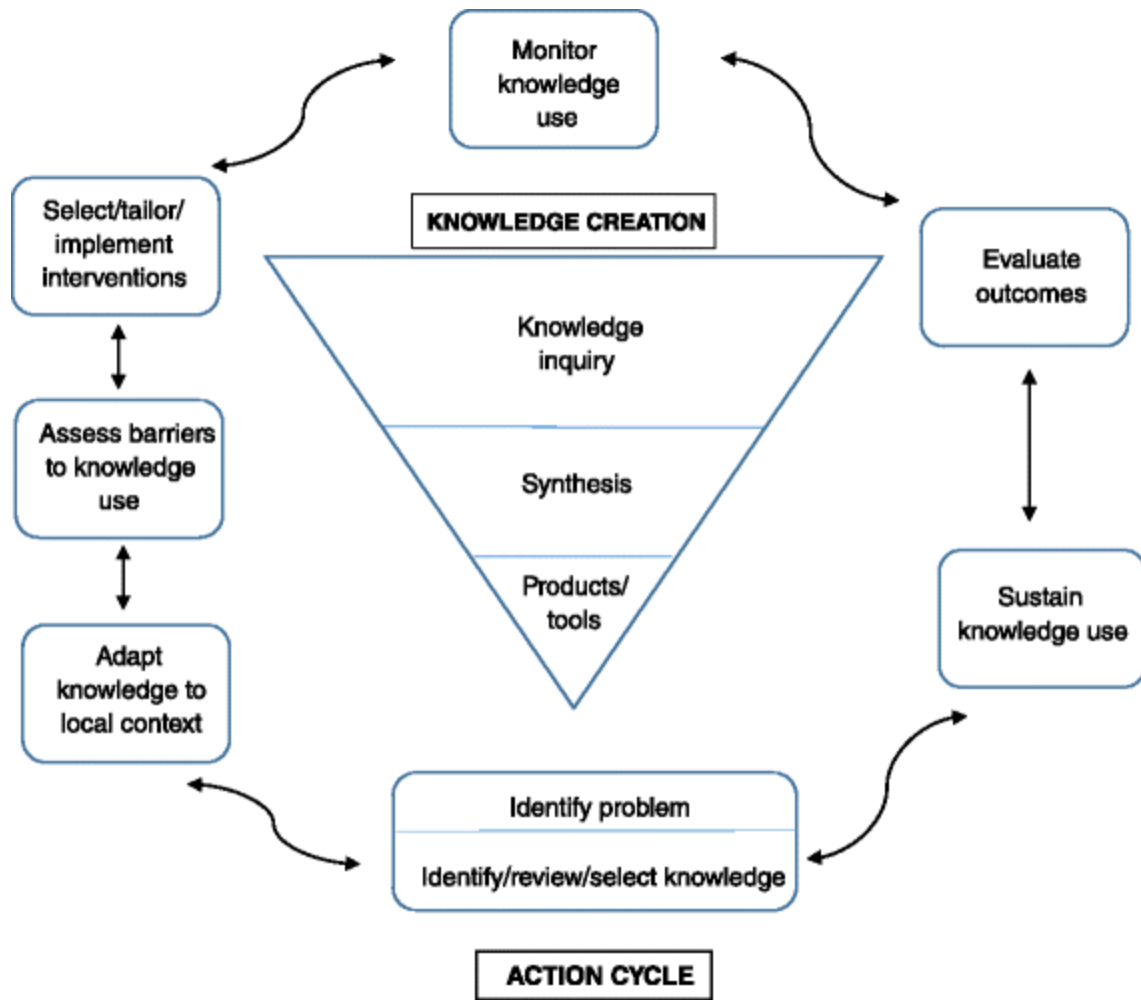 Monitor
knowledge
use
Select/tailor/
implement
interventions
KNOWLEDGE CREATION
Evaluate
outcomes
Knowledge
inquiry
Assess barriers
to knowledge
use
Synthesis
Products/
tools
Sustain
knowledge use
Adapt
knowledge to
local context
Identify problem
Identify/review/select knowledge
ACTION CYCLE